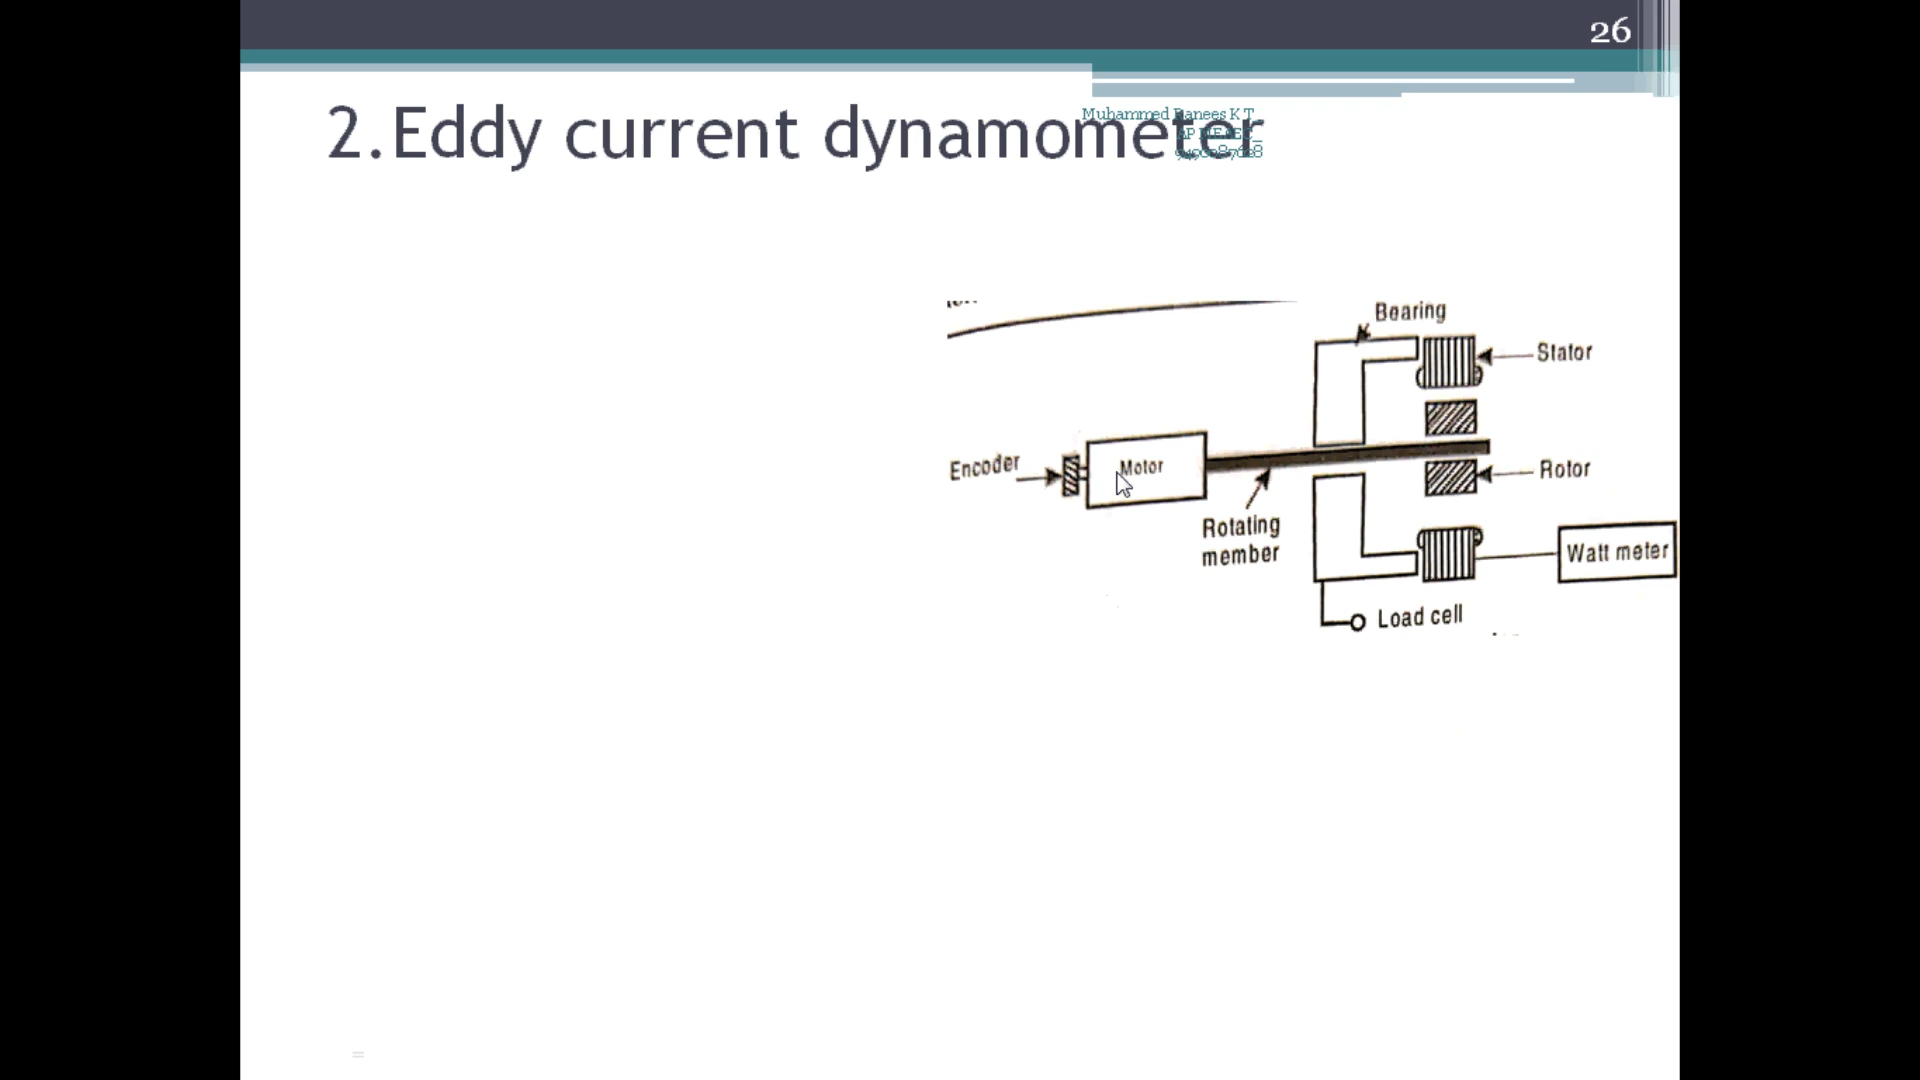 26
2.Eddy current dynamometer
Muhammed Ranees K T
Bearing
Stator
Encoder
Motor
Rotor
Rotating
member
Watt meter
Load cell
=